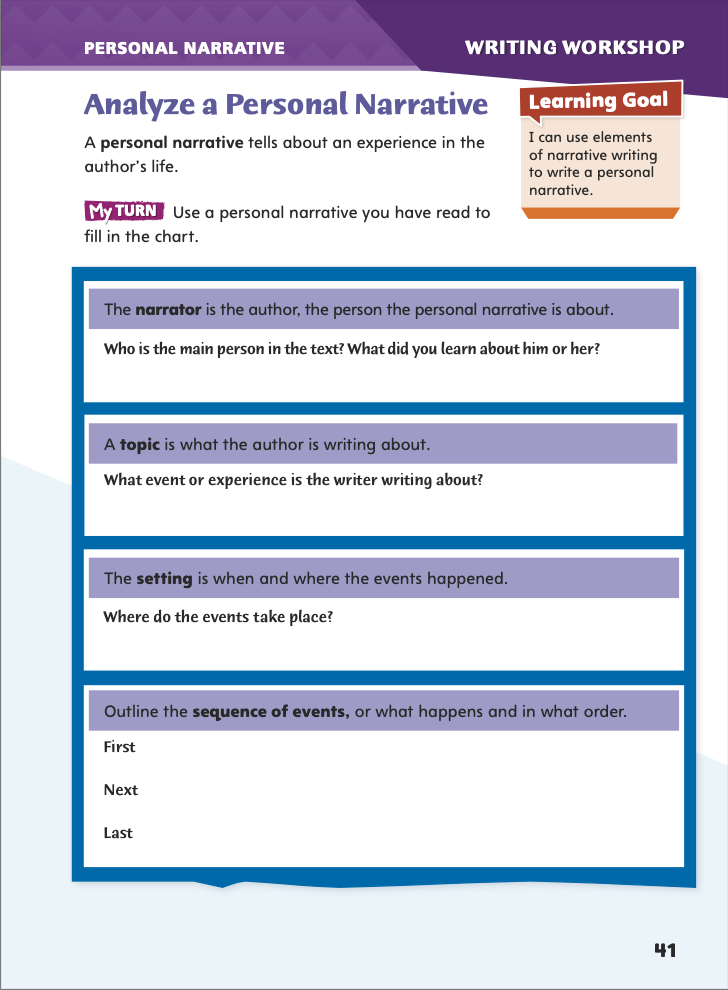 PERSONAL NARRATIVE
WRITING WORKSHOP
Analyze a Personal Narrative
A personal narrative tells about an experience in the
author's life.
My TURN Use a personal narrative you have read to
fill in the chart.
Learning Goal
I can use elements
of narrative writing
to write a personal
narrative.
The narrator is the author, the person the personal narrative is about.
Who is the main person in the text? What did you learn about him or her?
A topic is what the author is writing about.
What event or experience is the writer writing about?
The setting is when and where the events happened.
Where do the events take place?
Outline the sequence of events, or what happens and in what order.
First
Next
Last
41